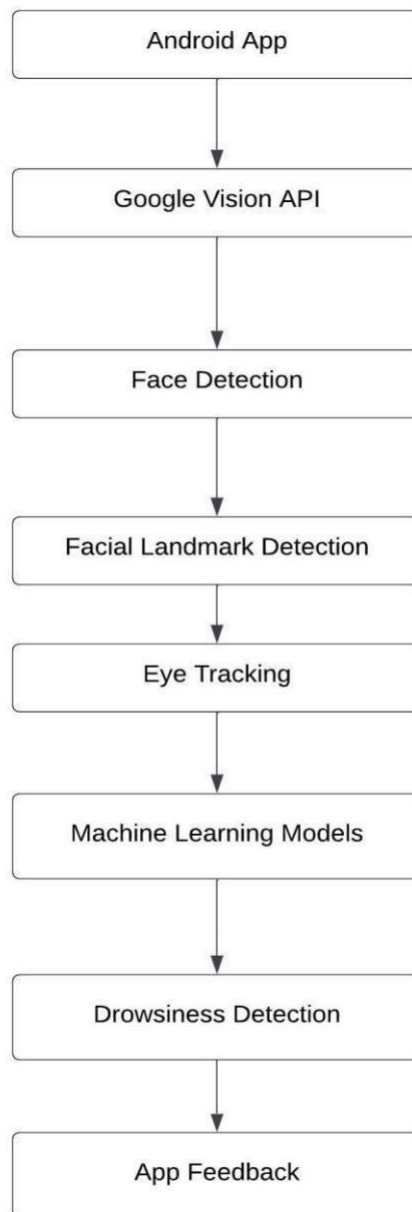 Android App
Google Vision API
Face Detection
Facial Landmark Detection
Eye Tracking
Machine Learning Models
Drowsiness Detection
App Feedback